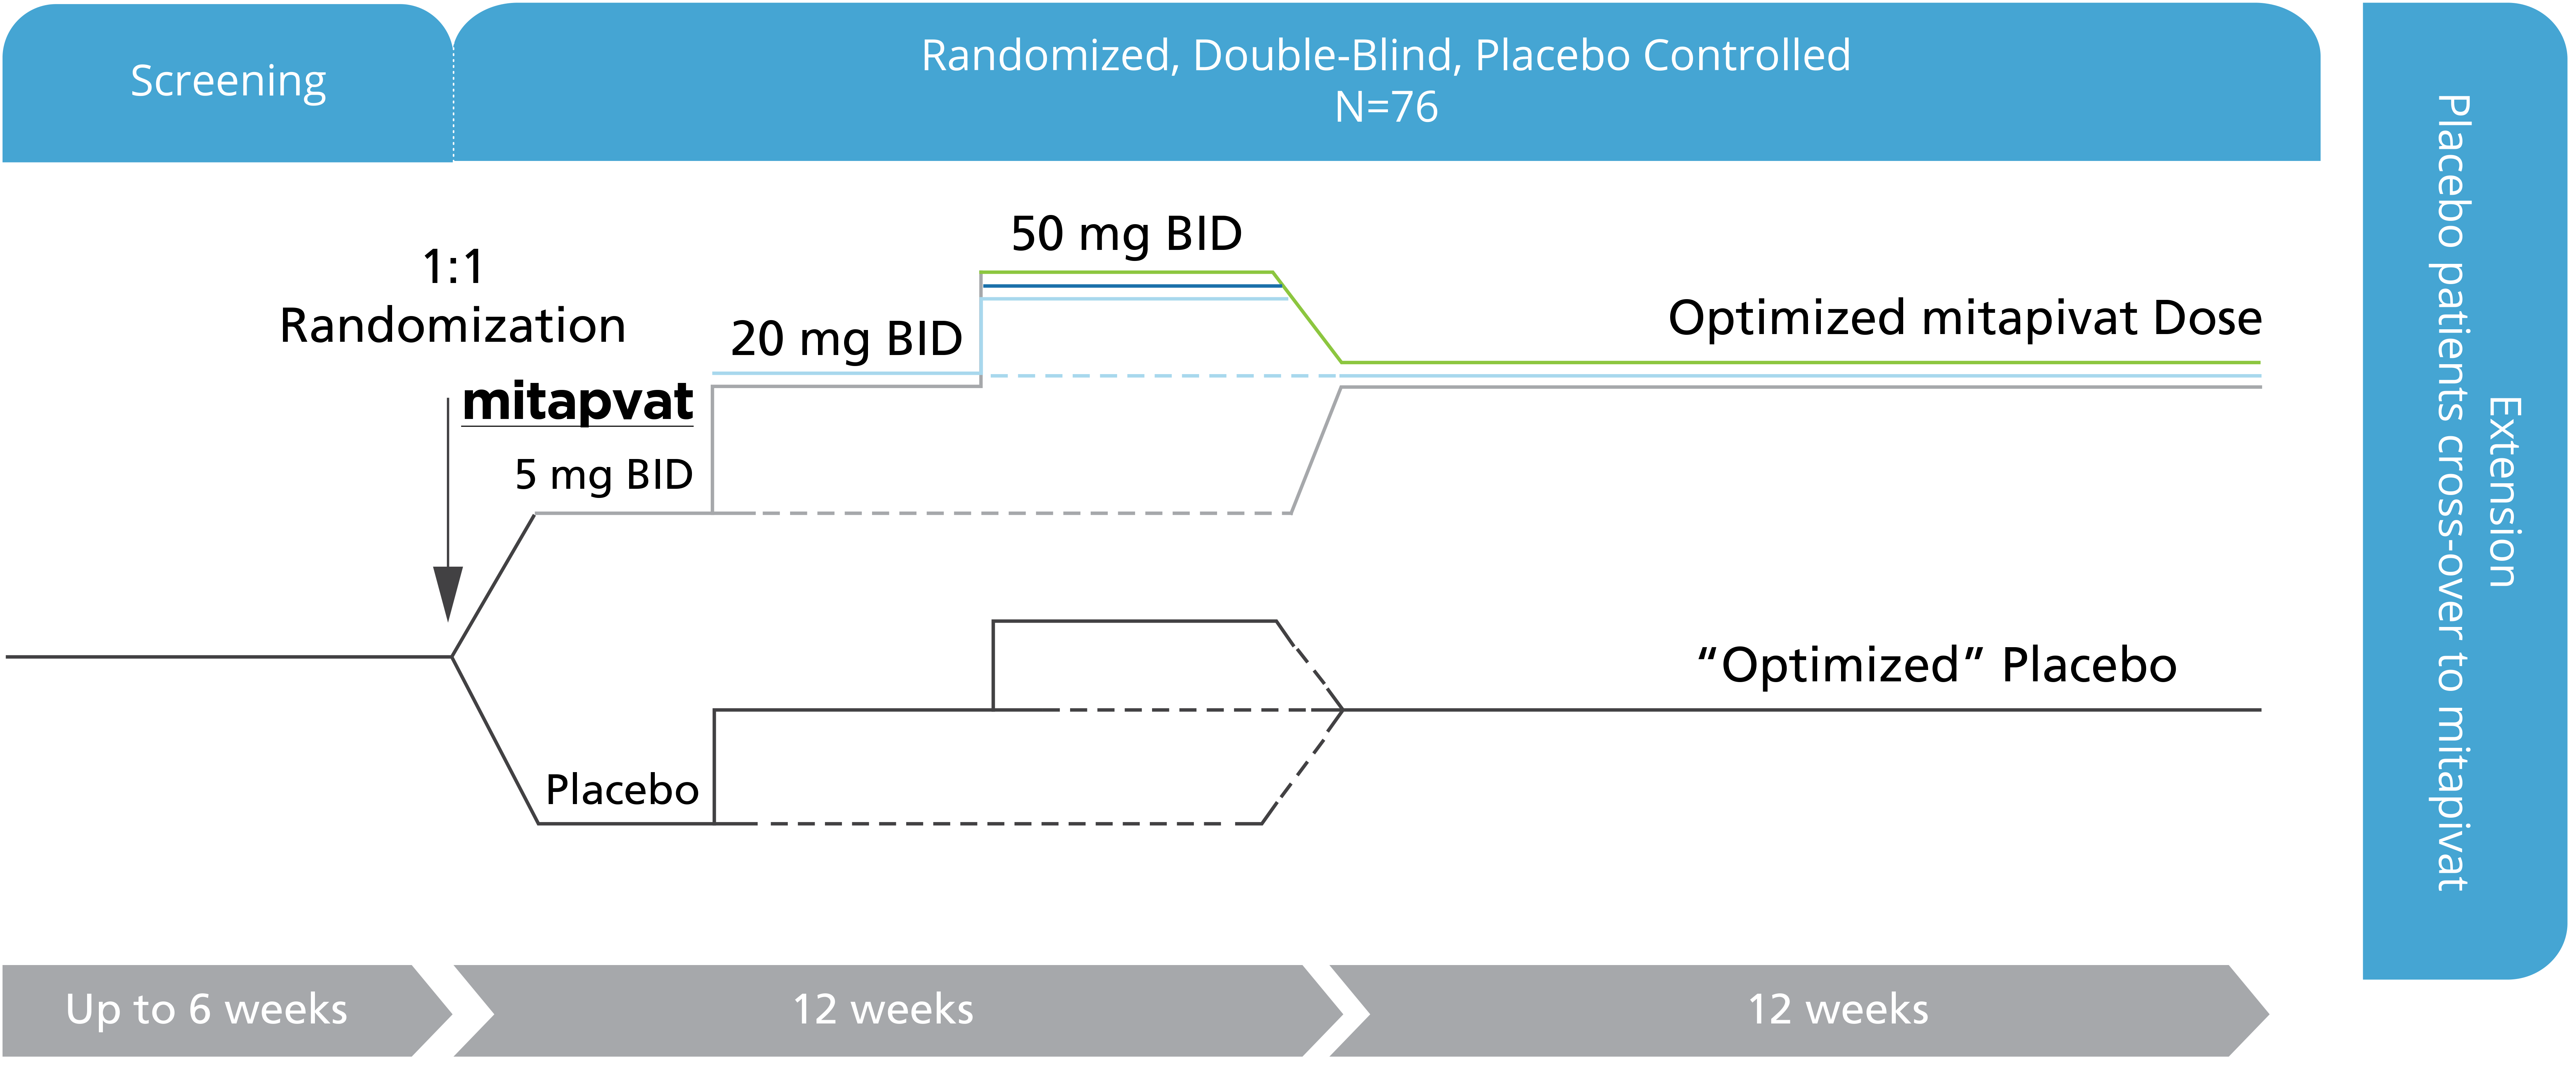 Screening
Randomized, Double-Blind, Placebo Controlled
N=76
1:1
Randomization
mitapvat
5 mg BID
20 mg BID
50 mg BID
Optimized mitapivat Dose
Placebo
“Optimized” Placebo
Extension
Placebo patients cross-over to mitapivat
Up to 6 weeks
12 weeks
12 weeks